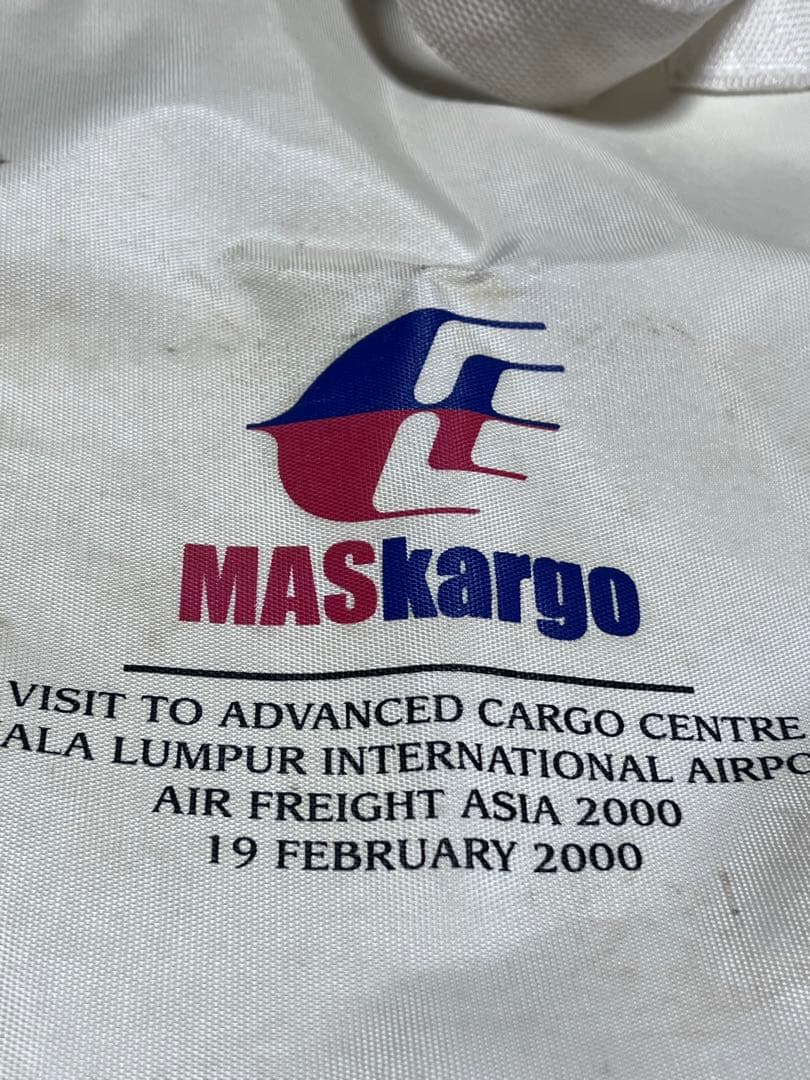 MASkargo
VISIT TO ADVANCED CARGO CENTRE
ALA LUMPUR INTERNATIONAL AIRPO
AIR FREIGHT ASIA 2000
19 FEBRUARY 2000